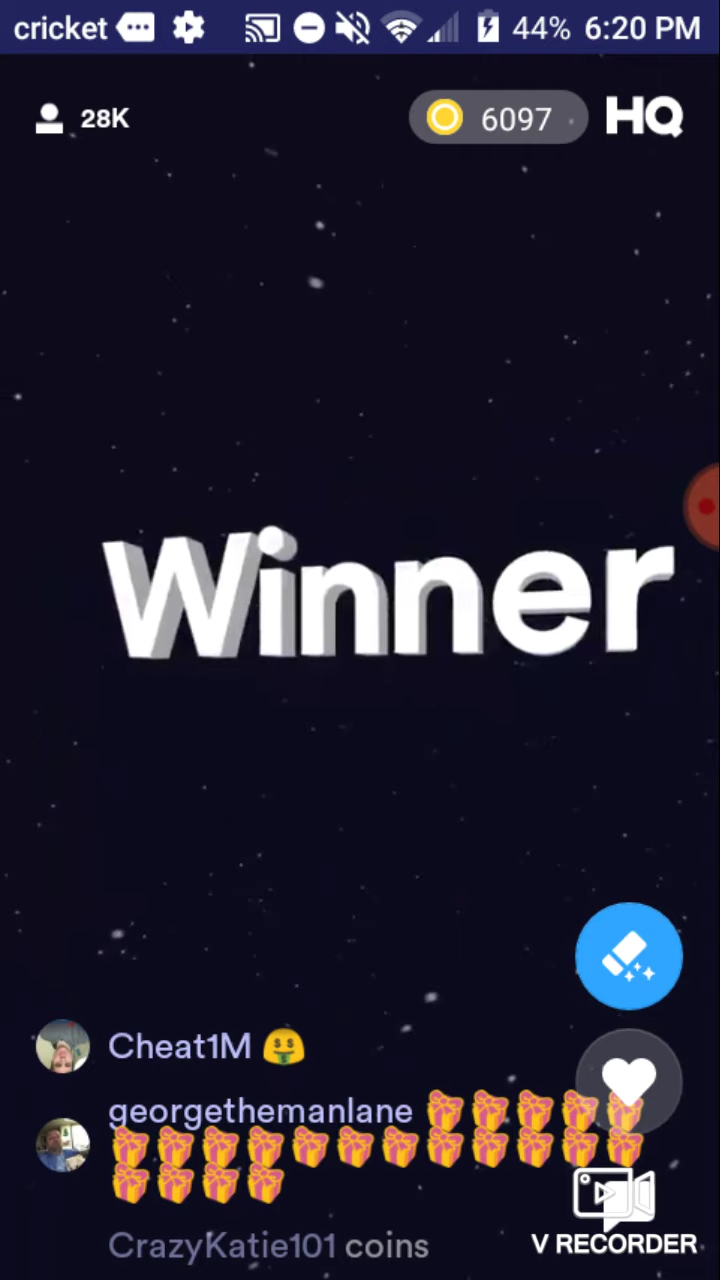 cricket 44% 6:20 PM
28K 6097 HQ
Winner
Cheat1M
georgethemanlane
CrazyKatie101 coins
V RECORDER